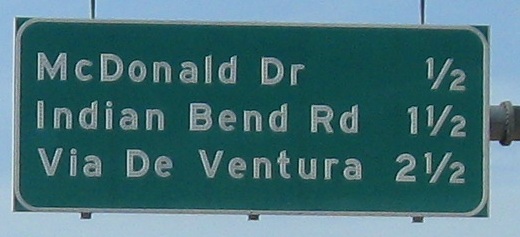 McDonald Dr ½
Indian Bend Rd 1½
Via De Ventura 2½